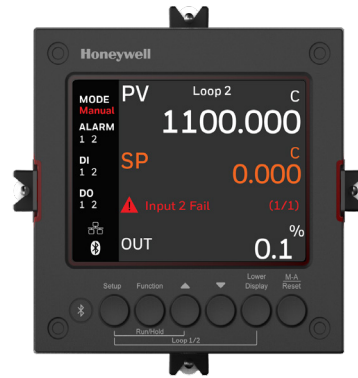 Honeywell
MODE
Manual
ALARM
1 2
DI
1 2
DO
1 2
PV
Loop 2
C
1100.000
SP
C
0.000
Input 2 Fail (1/1)
OUT
%
0.1
Setup Function Lower Display M-A Reset
Run/Hold
Loop 1/2